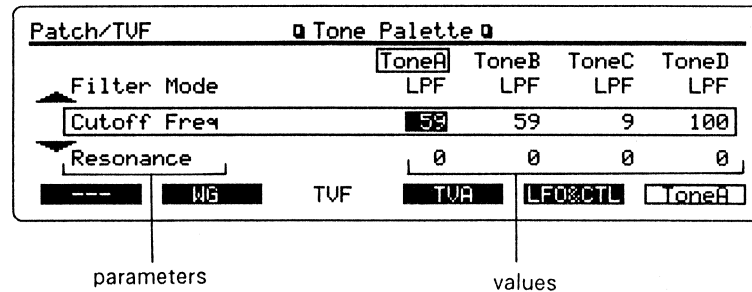 Patch/TVF Tone Palette
ToneA ToneB ToneC ToneD
Filter Mode LPF LPF LPF LPF
Cutoff Freq 59 59 9 100
Resonance 0 0 0 0
--- WG TVF TVA LFO&CTL ToneA
parameters values